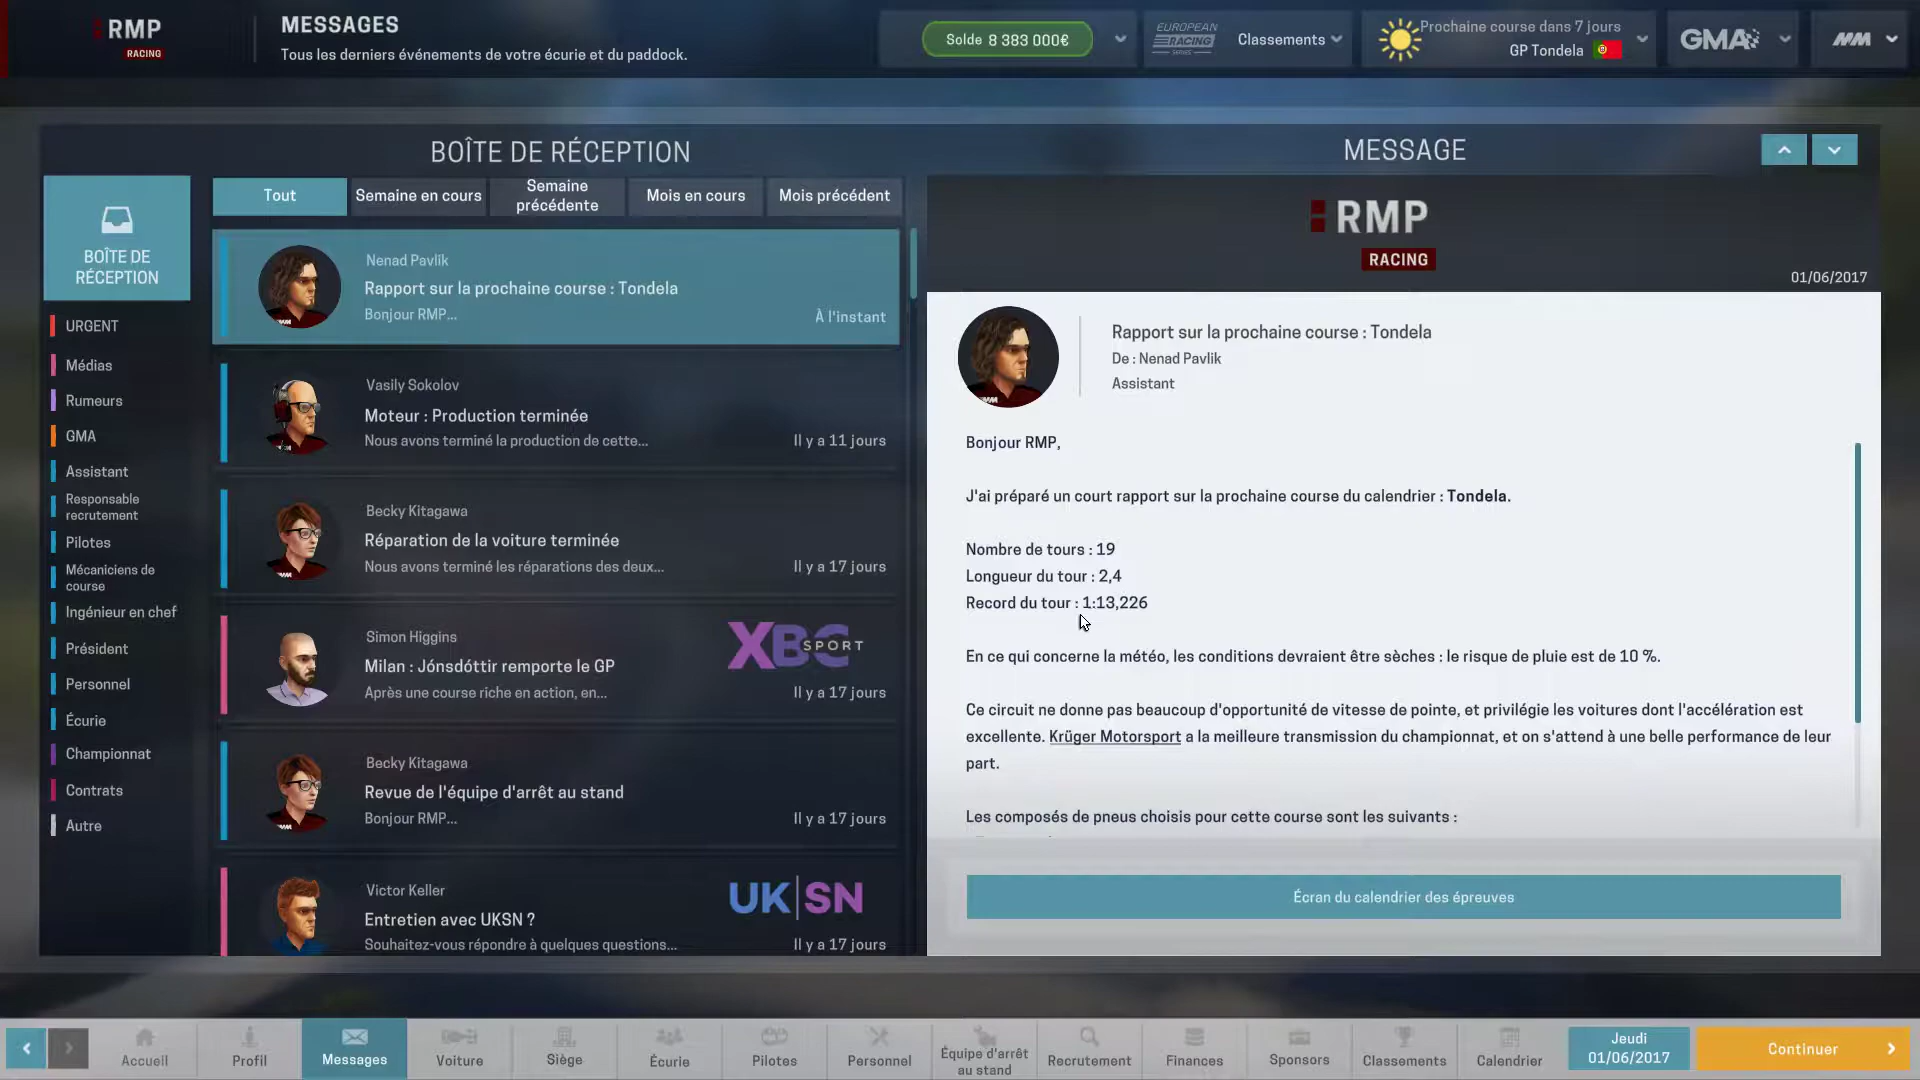 RMP
RACING
MESSAGES
Tous les derniers événements de votre écurie et du paddock.
Solde 8 383 000€
EUROPEAN
RACING
SERIES
Classements
Prochaine course dans 7 jours
GP Tondela
GMA
MM
BOÎTE DE RÉCEPTION
BOÎTE DE
RÉCEPTION
URGENT
Médias
Rumeurs
GMA
Assistant
Responsable
recrutement
Pilotes
Mécaniciens de
course
Ingénieur en chef
Président
Personnel
Écurie
Championnat
Contrats
Autre
Tout
Semaine en cours
Semaine
précédente
Mois en cours
Mois précédent
Nenad Pavlik
Rapport sur la prochaine course : Tondela
Bonjour RMP...
À l'instant
Vasily Sokolov
Moteur : Production terminée
Nous avons terminé la production de cette...
Il y a 11 jours
Becky Kitagawa
Réparation de la voiture terminée
Nous avons terminé les réparations des deux...
Il y a 17 jours
Simon Higgins
Milan : Jónsdóttir remporte le GP
Après une course riche en action, en...
XBC SPORT
Il y a 17 jours
Becky Kitagawa
Revue de l'équipe d'arrêt au stand
Bonjour RMP...
Il y a 17 jours
Victor Keller
Entretien avec UKSN ?
Souhaitez-vous répondre à quelques questions...
UK|SN
Il y a 17 jours
MESSAGE
RMP
RACING
01/06/2017
Rapport sur la prochaine course : Tondela
De : Nenad Pavlik
Assistant
Bonjour RMP,
J'ai préparé un court rapport sur la prochaine course du calendrier : Tondela.
Nombre de tours : 19
Longueur du tour : 2,4
Record du tour : 1:13,226
En ce qui concerne la météo, les conditions devraient être sèches : le risque de pluie est de 10 %.
Ce circuit ne donne pas beaucoup d'opportunité de vitesse de pointe, et privilégie les voitures dont l'accélération est
excellente. Krüger Motorsport a la meilleure transmission du championnat, et on s'attend à une belle performance de leur
part.
Les composés de pneus choisis pour cette course sont les suivants :
Écran du calendrier des épreuves
Accueil
Profil
Messages
Voiture
Siège
Écurie
Pilotes
Personnel
Équipe d'arrêt
au stand
Recrutement
Finances
Sponsors
Classements
Calendrier
Jeudi
01/06/2017
Continuer